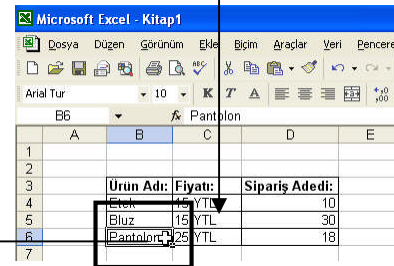 Microsoft Excel - Kitap1
Dosya Düzen Görünüm Ekle Biçim Araçlar Veri Pencere
Arial Tur 10 K T A
B6 fx Pantolon
A B C D E
1
2
3 Ürün Adı: Fiyatı: Sipariş Adedi:
4 Etek 15 YTL 10
5 Bluz 15 YTL 30
6 Pantolon 25 YTL 18
7